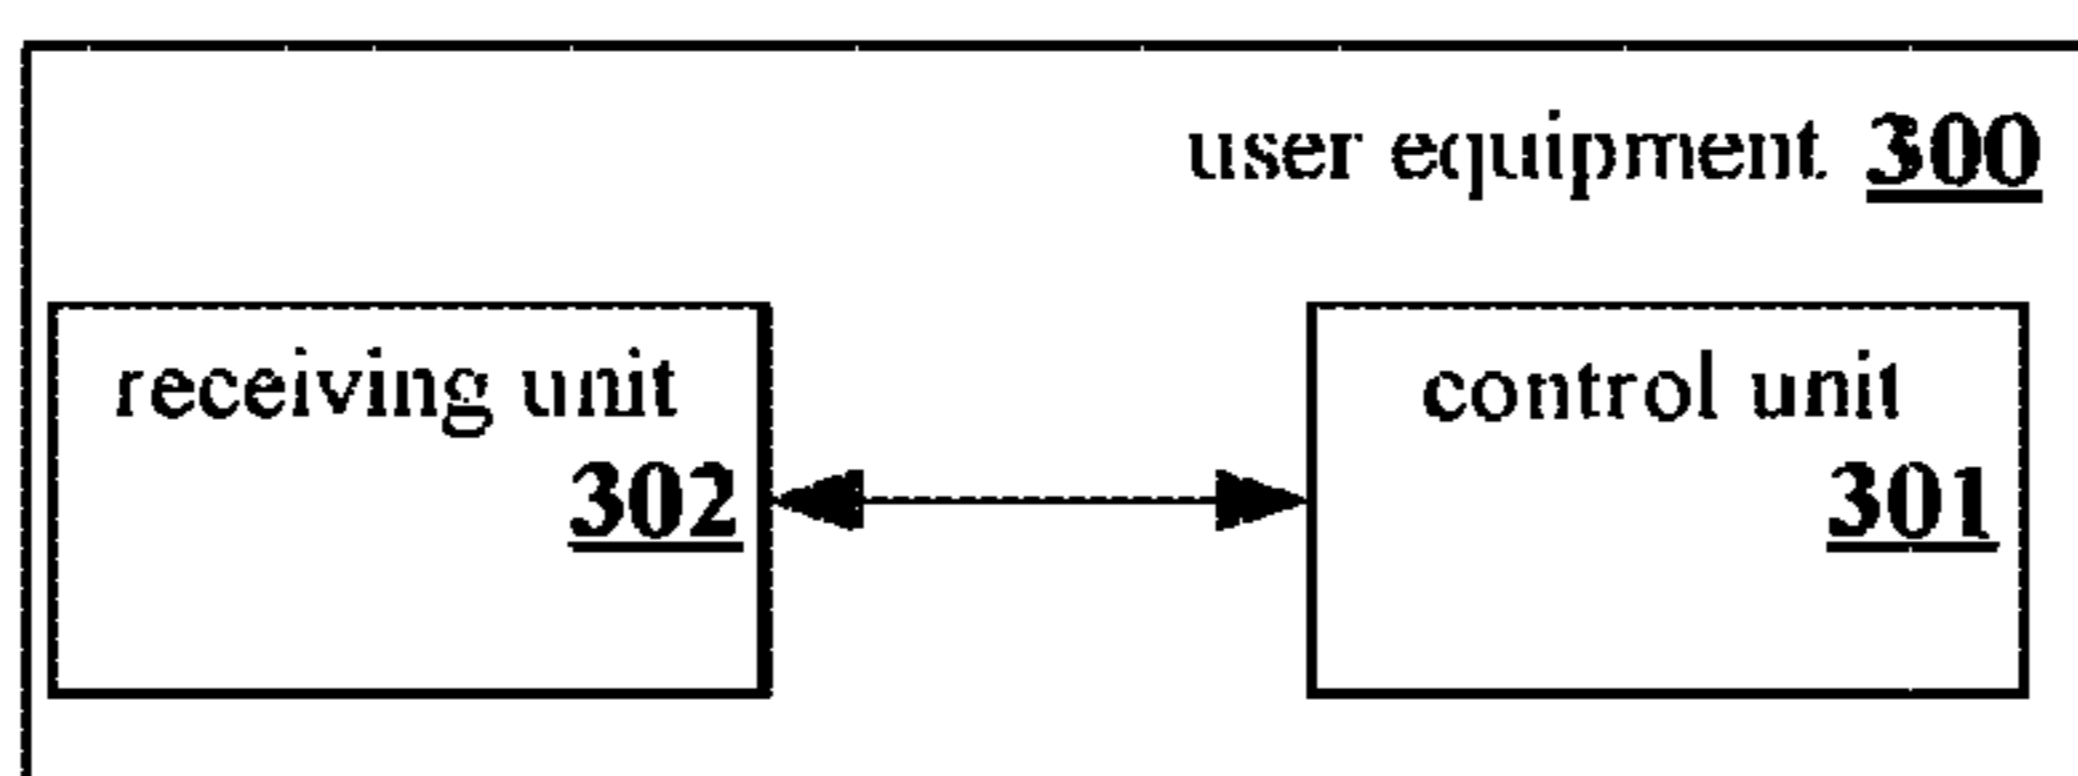 user equipment 300
receiving unit
302
control unit
301